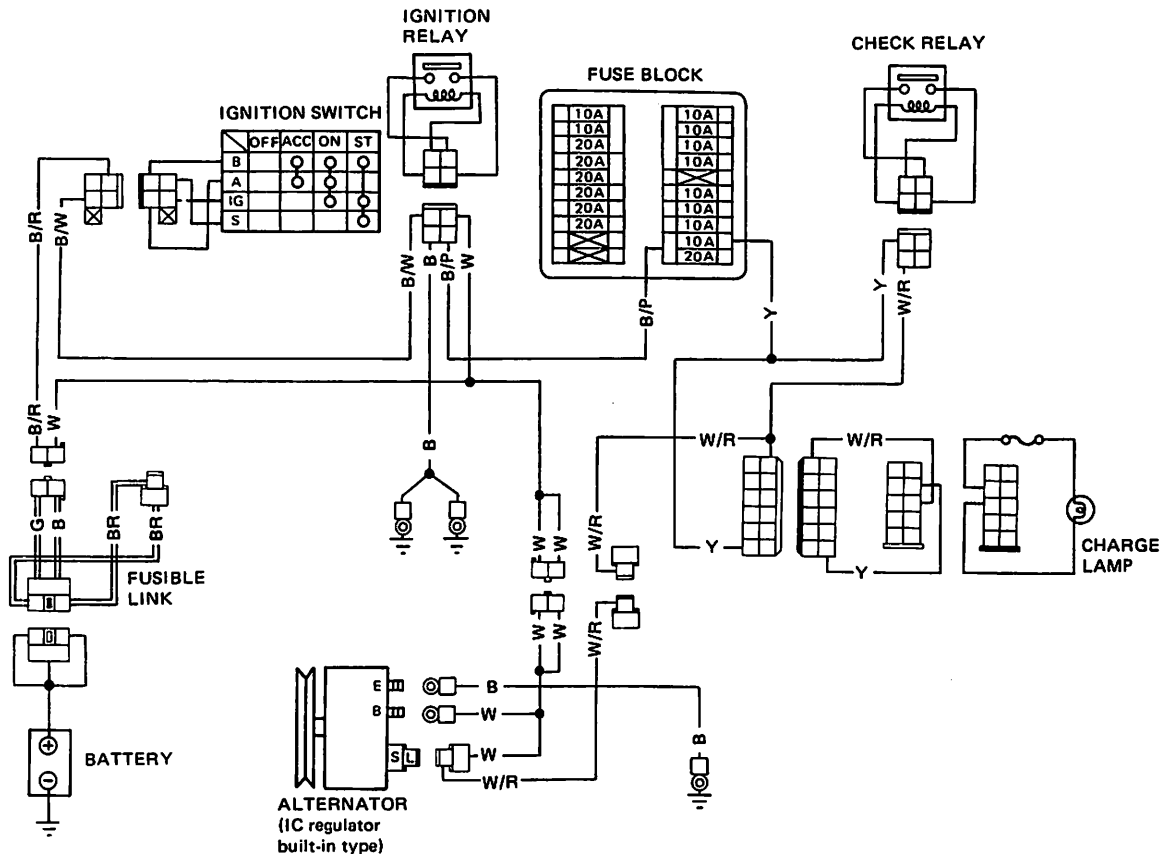 IGNITION
RELAY
CHECK RELAY
FUSE BLOCK
IGNITION SWITCH
OFF ACC ON ST
B
A
IG
S
10A
10A
20A
20A
20A
20A
20A
20A
10A
10A
10A
10A
10A
10A
10A
10A
20A
B/R
B/W
B/W
B
B/P
W
B/P
Y
Y
W/R
B/R
W
B
W/R
W/R
G
B
BR
BR
W
W
W/R
Y
Y
CHARGE
LAMP
FUSIBLE
LINK
W
W
W/R
E
B
B
W
B
S L
W
W/R
BATTERY
ALTERNATOR
(IC regulator
built-in type)